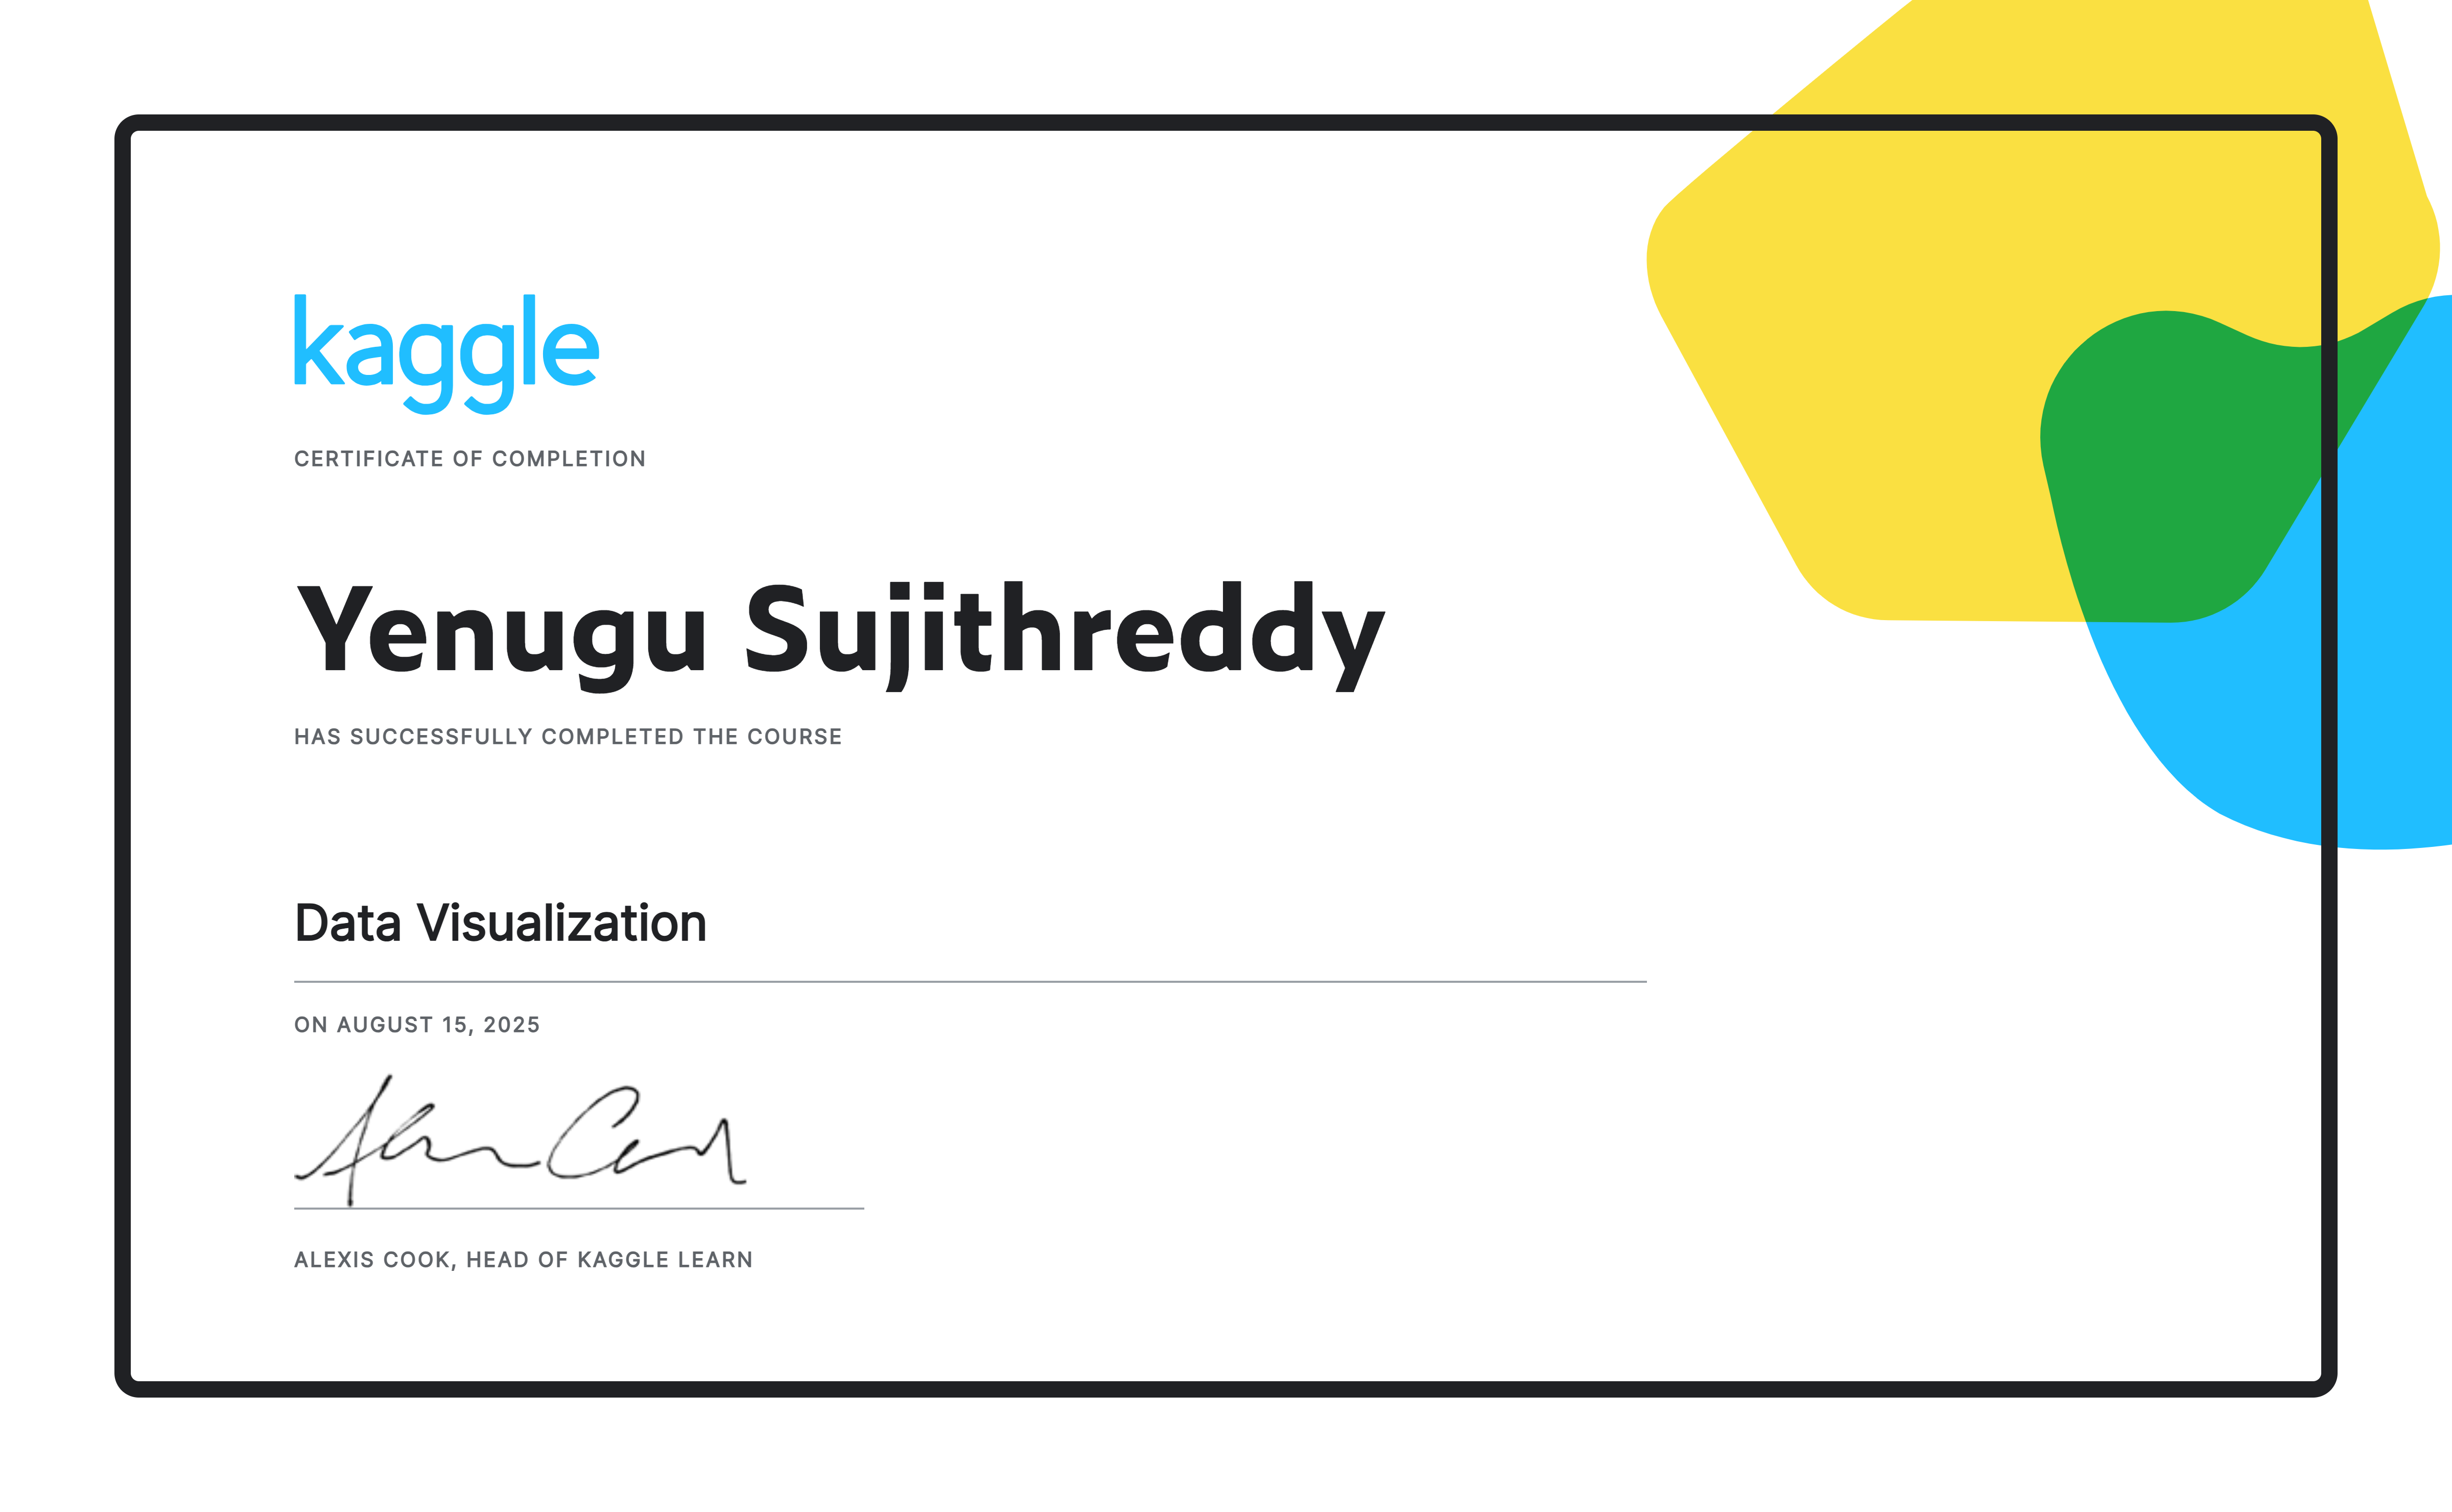 kaggle
CERTIFICATE OF COMPLETION
Yenugu Sujithreddy
HAS SUCCESSFULLY COMPLETED THE COURSE
Data Visualization
ON AUGUST 15, 2025
ALEXIS COOK, HEAD OF KAGGLE LEARN